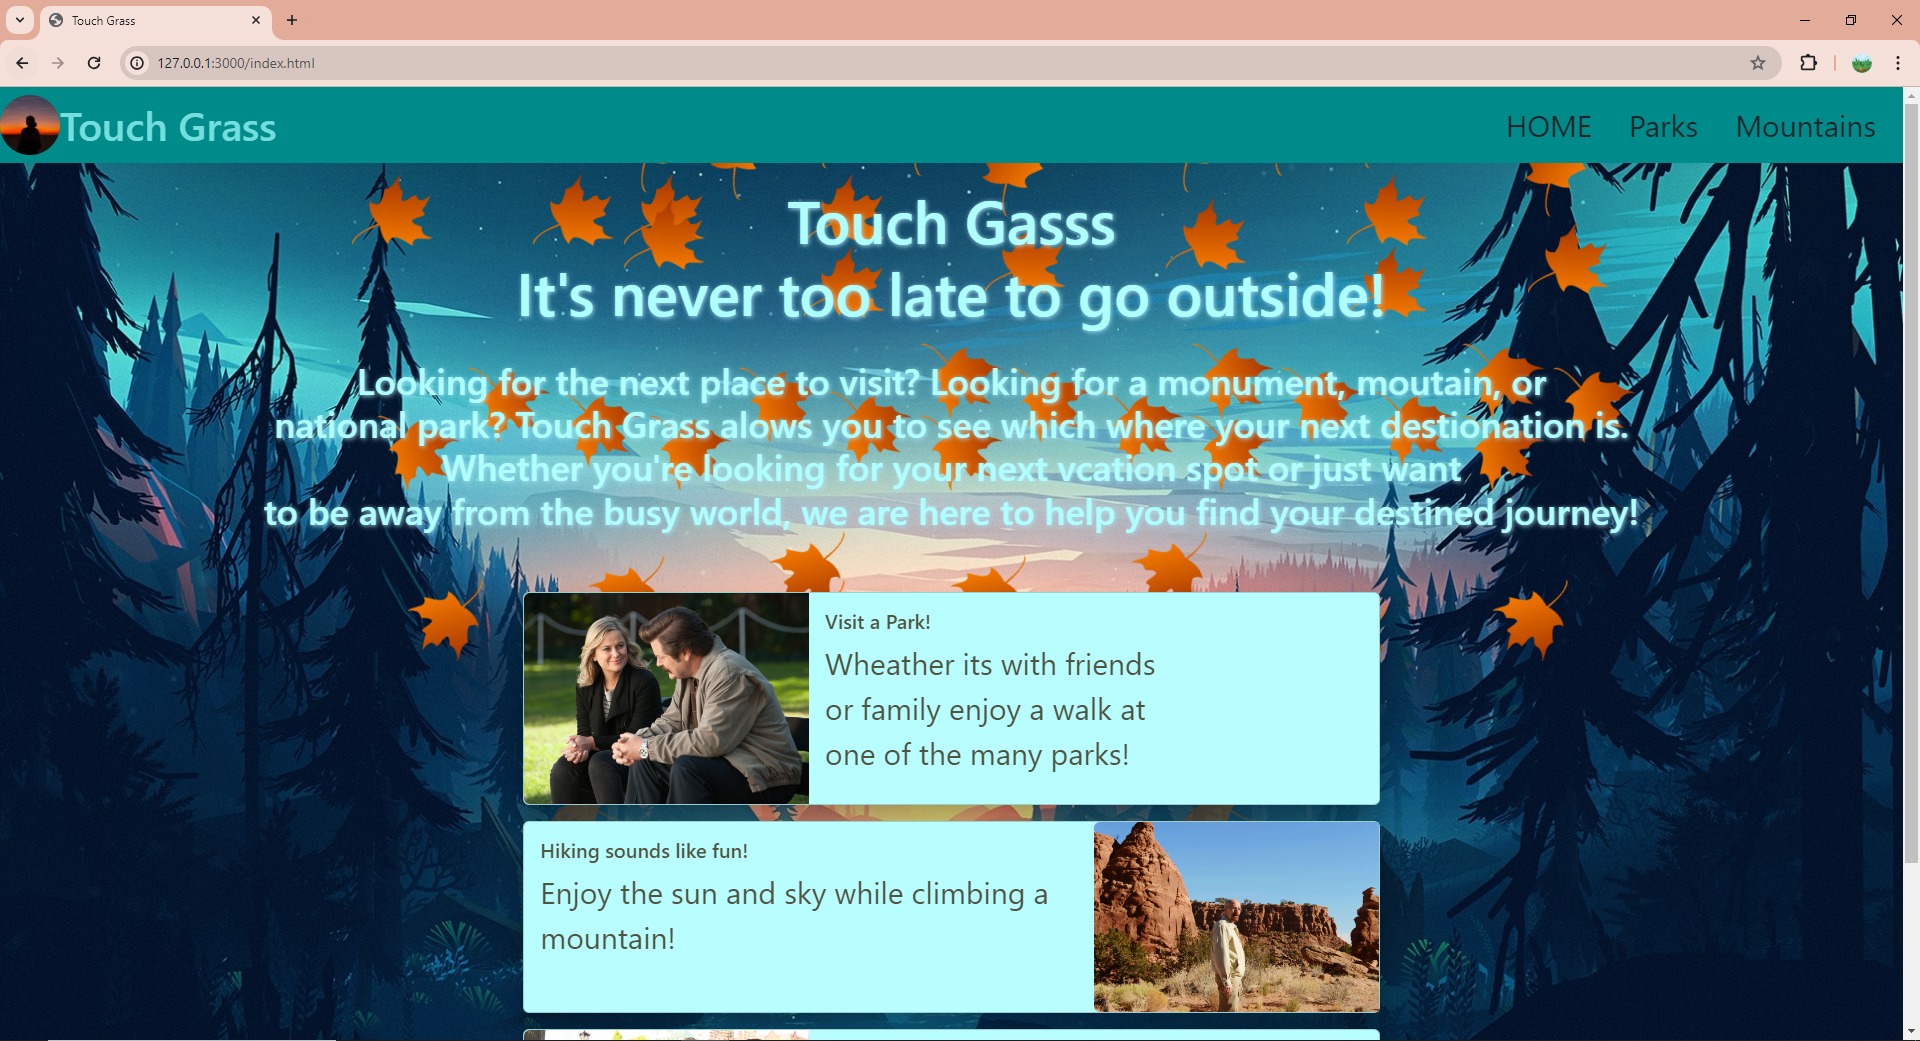 Touch Grass
127.0.0.1:3000/index.html
Touch Grass
HOME Parks Mountains
Touch Gasss
It's never too late to go outside!
Looking for the next place to visit? Looking for a monument, moutain, or
national park? Touch Grass alows you to see which where your next destionation is.
Whether you're looking for your next vcation spot or just want
to be away from the busy world, we are here to help you find your destined journey!
Visit a Park!
Wheather its with friends
or family enjoy a walk at
one of the many parks!
Hiking sounds like fun!
Enjoy the sun and sky while climbing a
mountain!